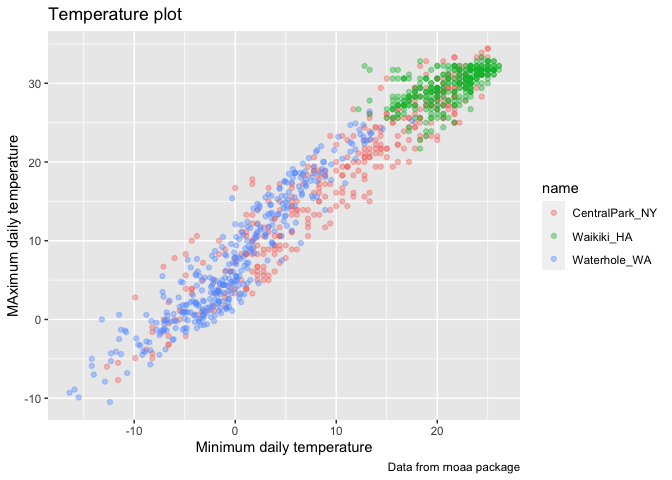 Temperature plot
MAximum daily temperature
30
20
10
0
-10
-10
0
10
20
Minimum daily temperature
name
CentralPark_NY
Waikiki_HA
Waterhole_WA
Data from rnoaa package